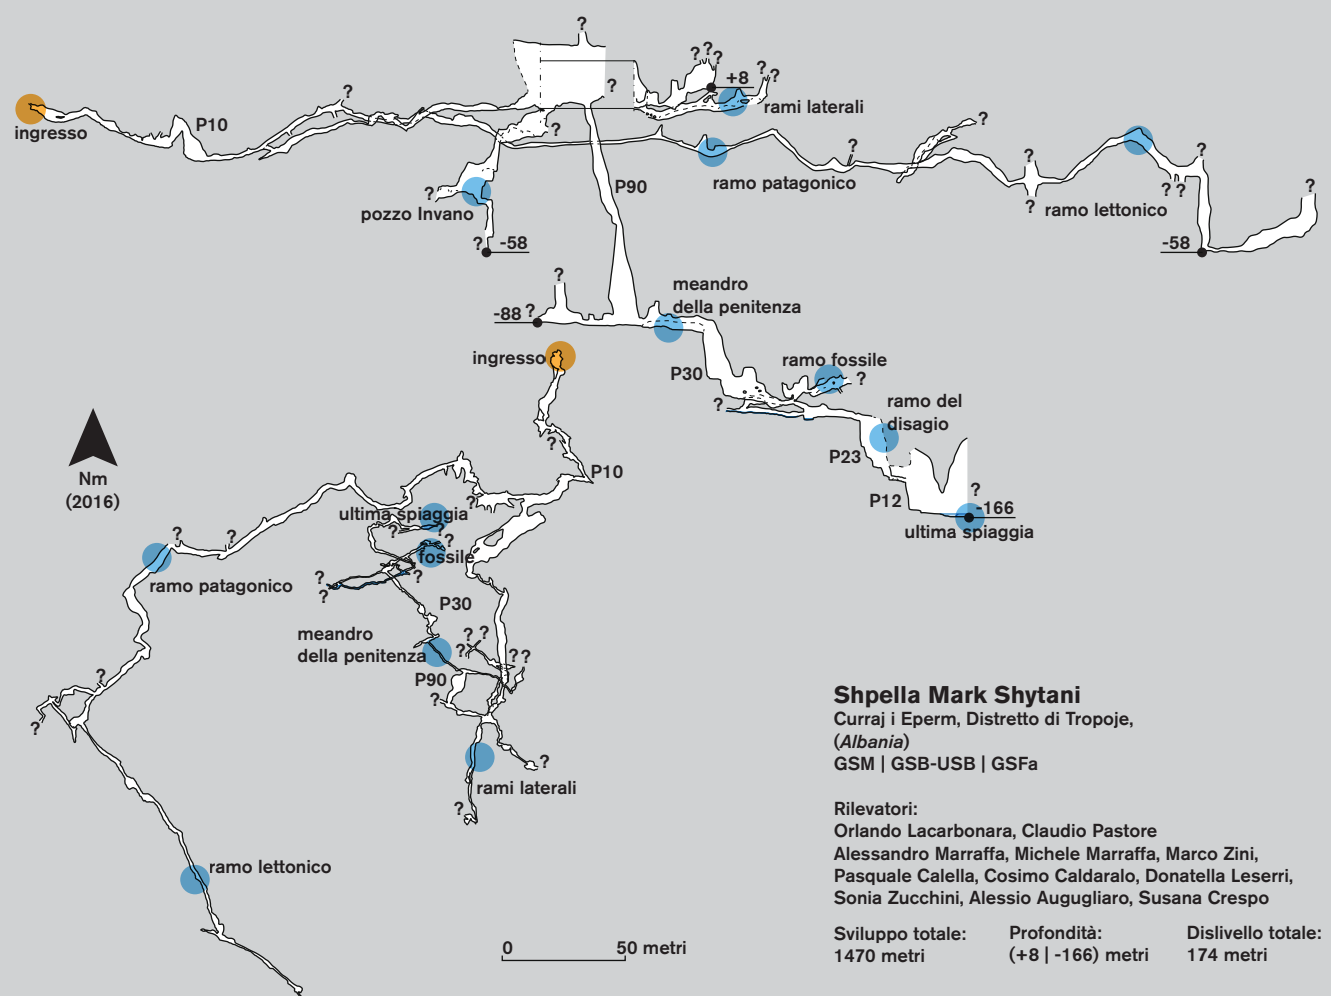 ?
? ? ?
? ?
+8
?
rami laterali
ingresso
P10
?
?
?
ramo patagonico
?
?
?
?
ramo lettonico
? ?
?
?
-58
P90
?
pozzo Invano
?
-58
?
-88 ?
meandro
della penitenza
ingresso
P30
?
ramo fossile
?
ramo del
disagio
P23
P12
?
-166
ultima spiaggia
Nm
(2016)
?
P10
?
ultima spiaggia
?
?
?
fossile
?
?
?
?
?
ramo patagonico
P30
meandro
della penitenza
? ?
?
? ?
P90
?
?
?
rami laterali
?
?
?
ramo lettonico
0
50 metri
Shpella Mark Shytani
Curraj i Eperm, Distretto di Tropoje,
(Albania)
GSM | GSB-USB | GSFa
Rilevatori:
Orlando Lacarbonara, Claudio Pastore
Alessandro Marraffa, Michele Marraffa, Marco Zini,
Pasquale Calella, Cosimo Caldaralo, Donatella Leserri,
Sonia Zucchini, Alessio Augugliaro, Susana Crespo
Sviluppo totale:
1470 metri
Profondità:
(+8 | -166) metri
Dislivello totale:
174 metri